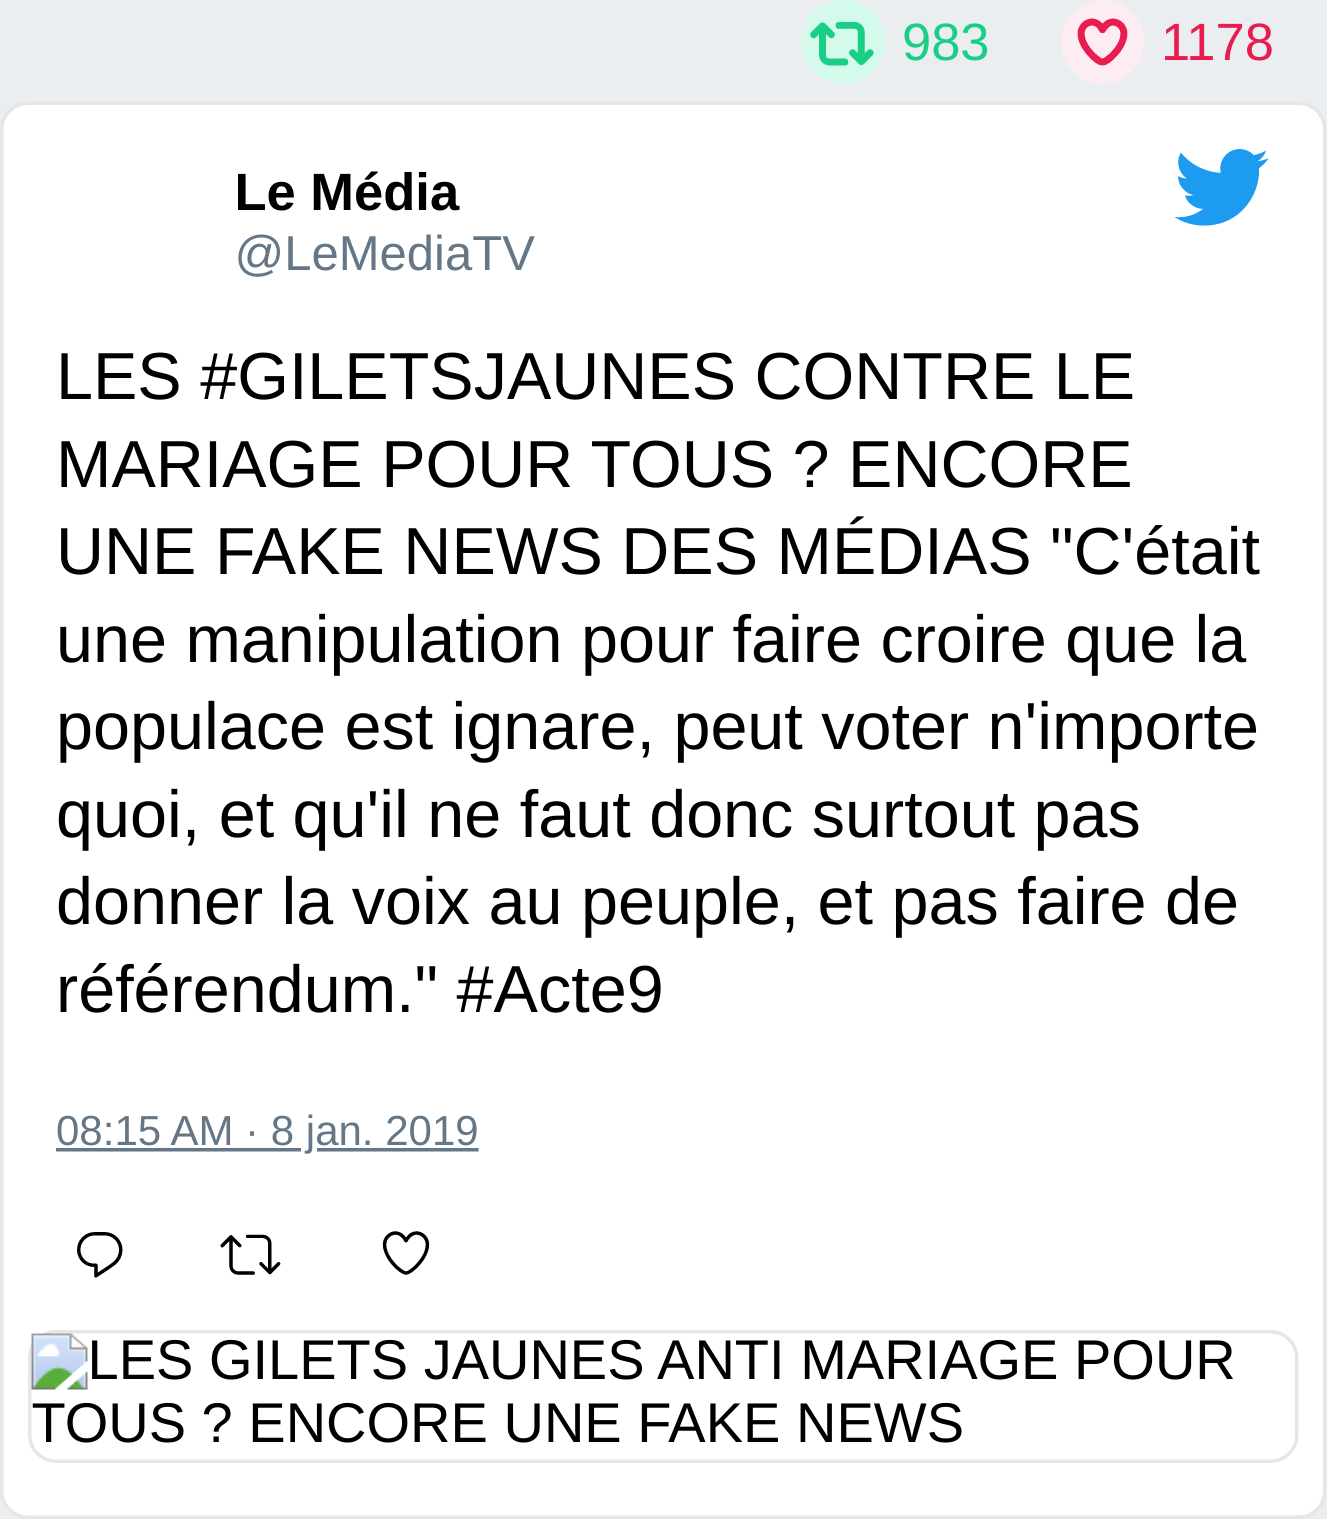 983 1178
Le Média
@LeMediaTV
LES #GILETSJAUNES CONTRE LE
MARIAGE POUR TOUS ? ENCORE
UNE FAKE NEWS DES MÉDIAS "C'était
une manipulation pour faire croire que la
populace est ignare, peut voter n'importe
quoi, et qu'il ne faut donc surtout pas
donner la voix au peuple, et pas faire de
référendum." #Acte9
08:15 AM · 8 jan. 2019
LES GILETS JAUNES ANTI MARIAGE POUR
TOUS ? ENCORE UNE FAKE NEWS